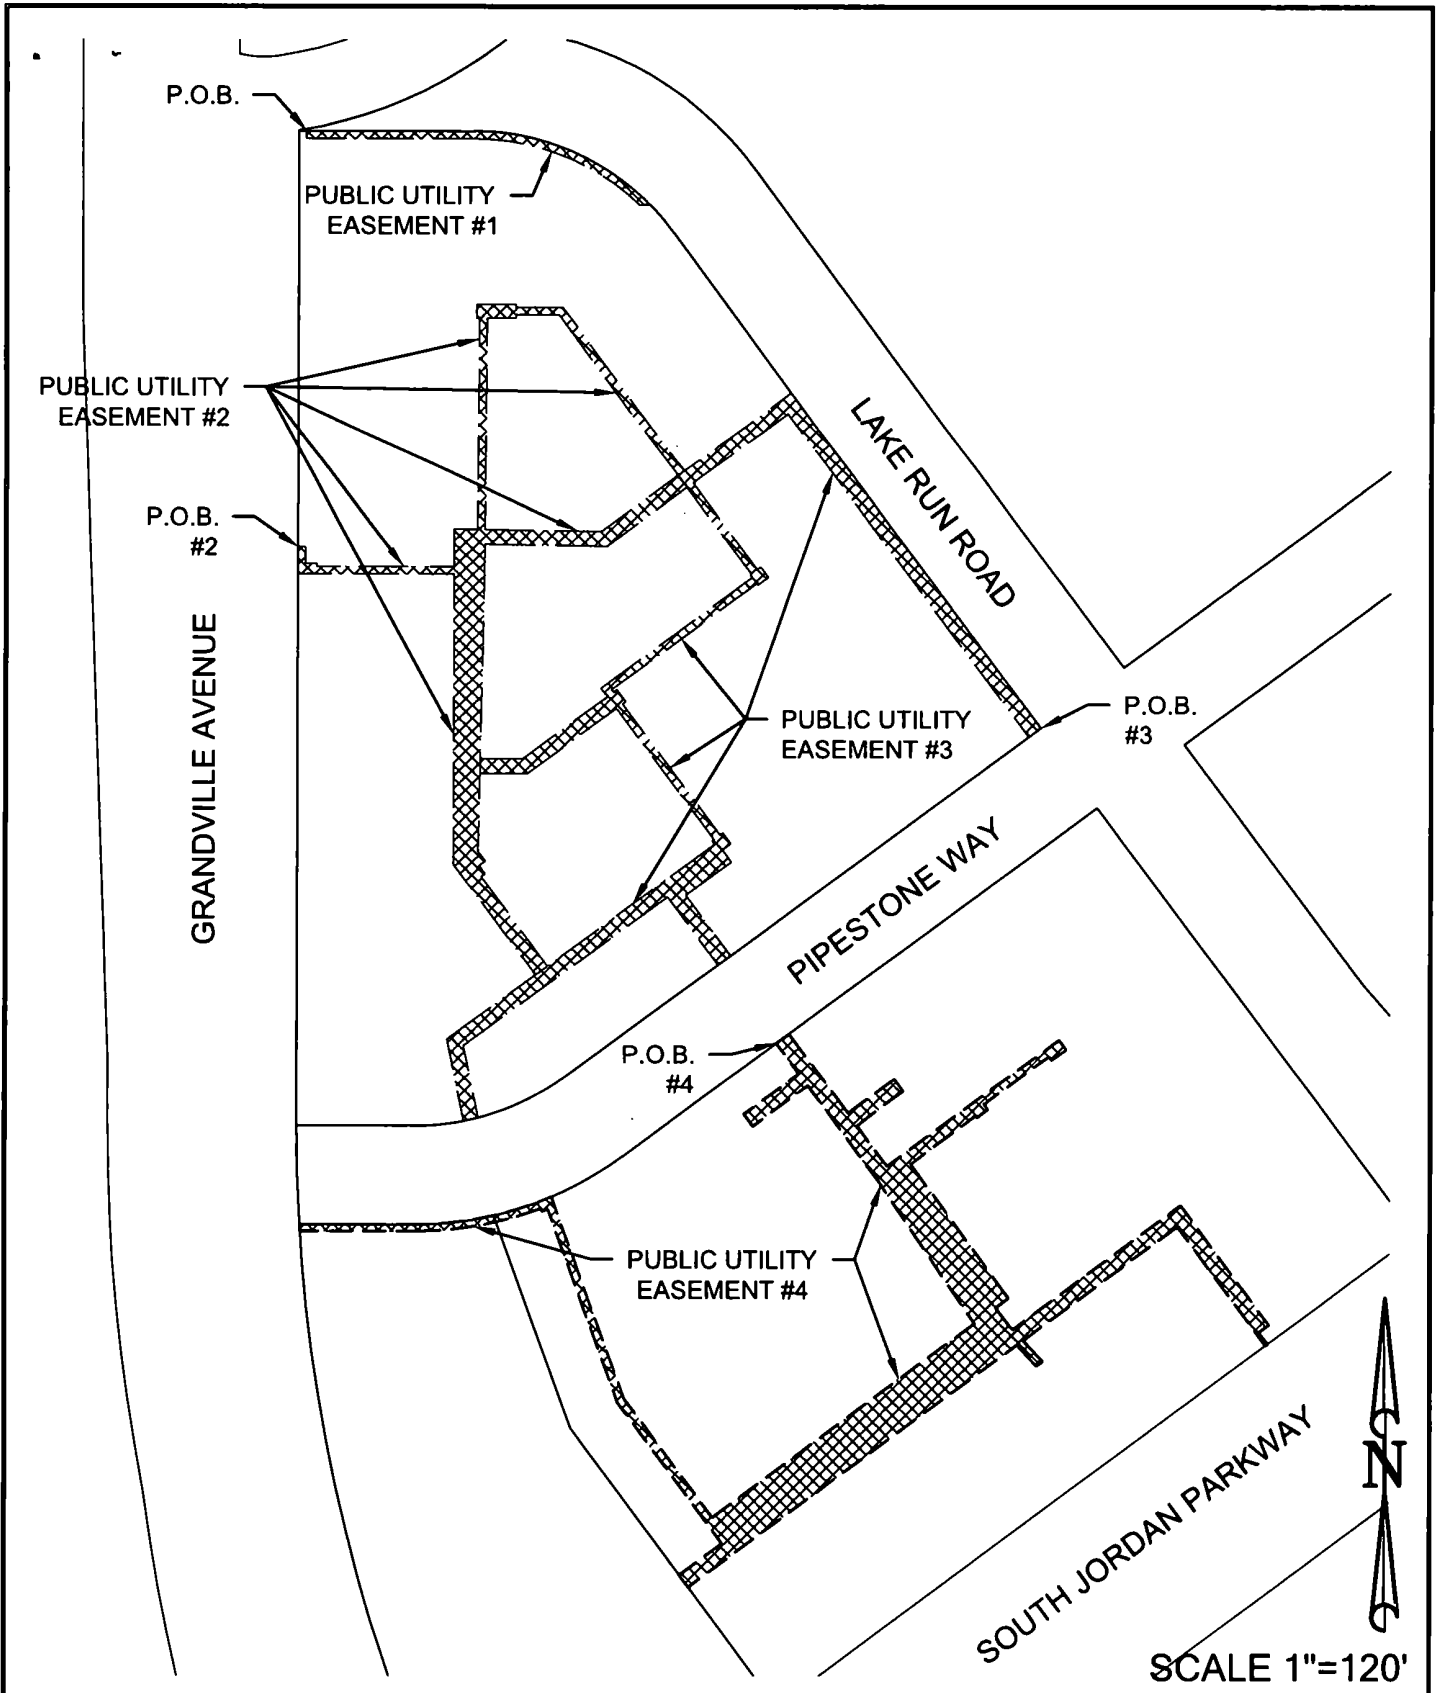 P.O.B.
PUBLIC UTILITY
EASEMENT #1
PUBLIC UTILITY
EASEMENT #2
LAKE RUN ROAD
P.O.B.
#2
GRANDVILLE AVENUE
PUBLIC UTILITY
EASEMENT #3
P.O.B.
#3
PIPESTONE WAY
P.O.B.
#4
PUBLIC UTILITY
EASEMENT #4
SOUTH JORDAN PARKWAY
N
SCALE 1"=120'